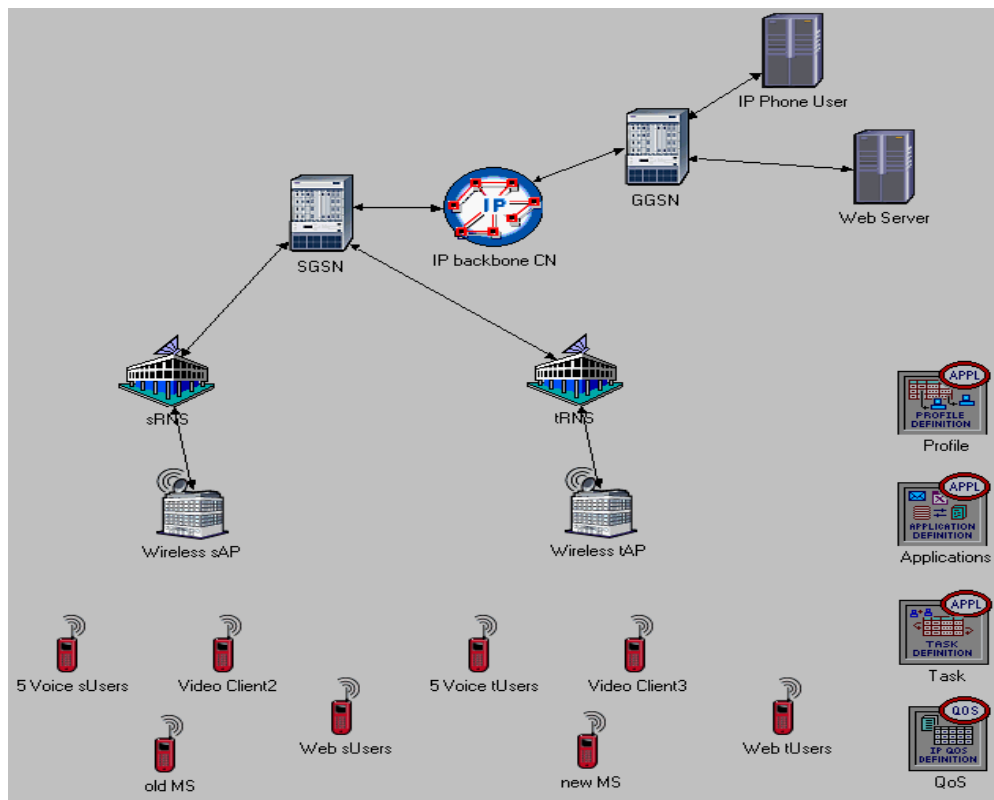 IP Phone User
GGSN
Web Server
IP
IP backbone CN
SGSN
sRNS
tRNS
APPL
PROFILE
DEFINITION
Profile
Wireless sAP
Wireless tAP
APPL
APPLICATION
DEFINITION
Applications
APPL
TASK
DEFINITION
Task
5 Voice sUsers
Video Client2
5 Voice tUsers
Video Client3
Web sUsers
Web tUsers
old MS
new MS
QOS
IP QOS
DEFINITION
QoS